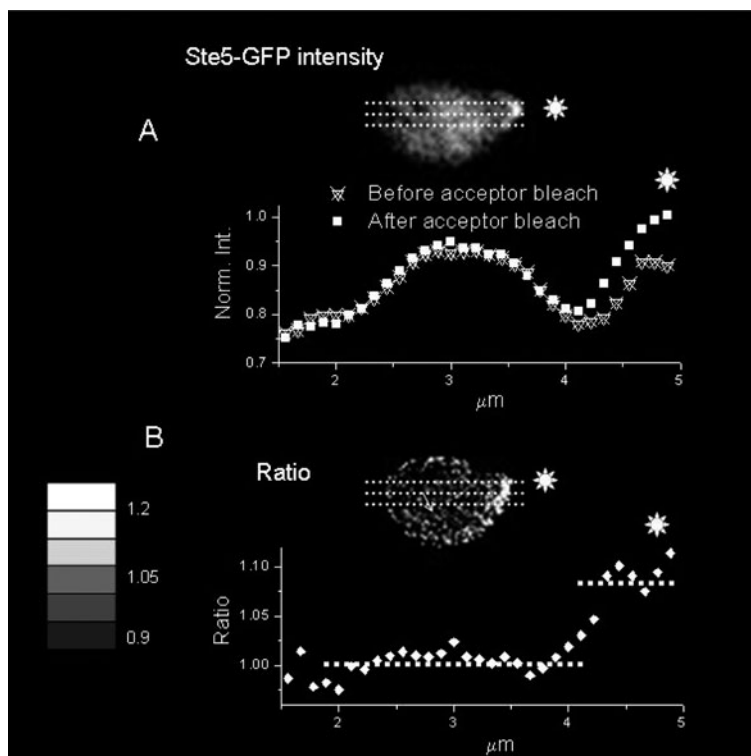 Ste5-GFP intensity
A
Before acceptor bleach
After acceptor bleach
Norm. Int.
1.0
0.9
0.8
0.7
2
3
4
5
μm
B
Ratio
1.2
1.05
0.9
Ratio
1.10
1.05
1.00
2
3
4
5
μm